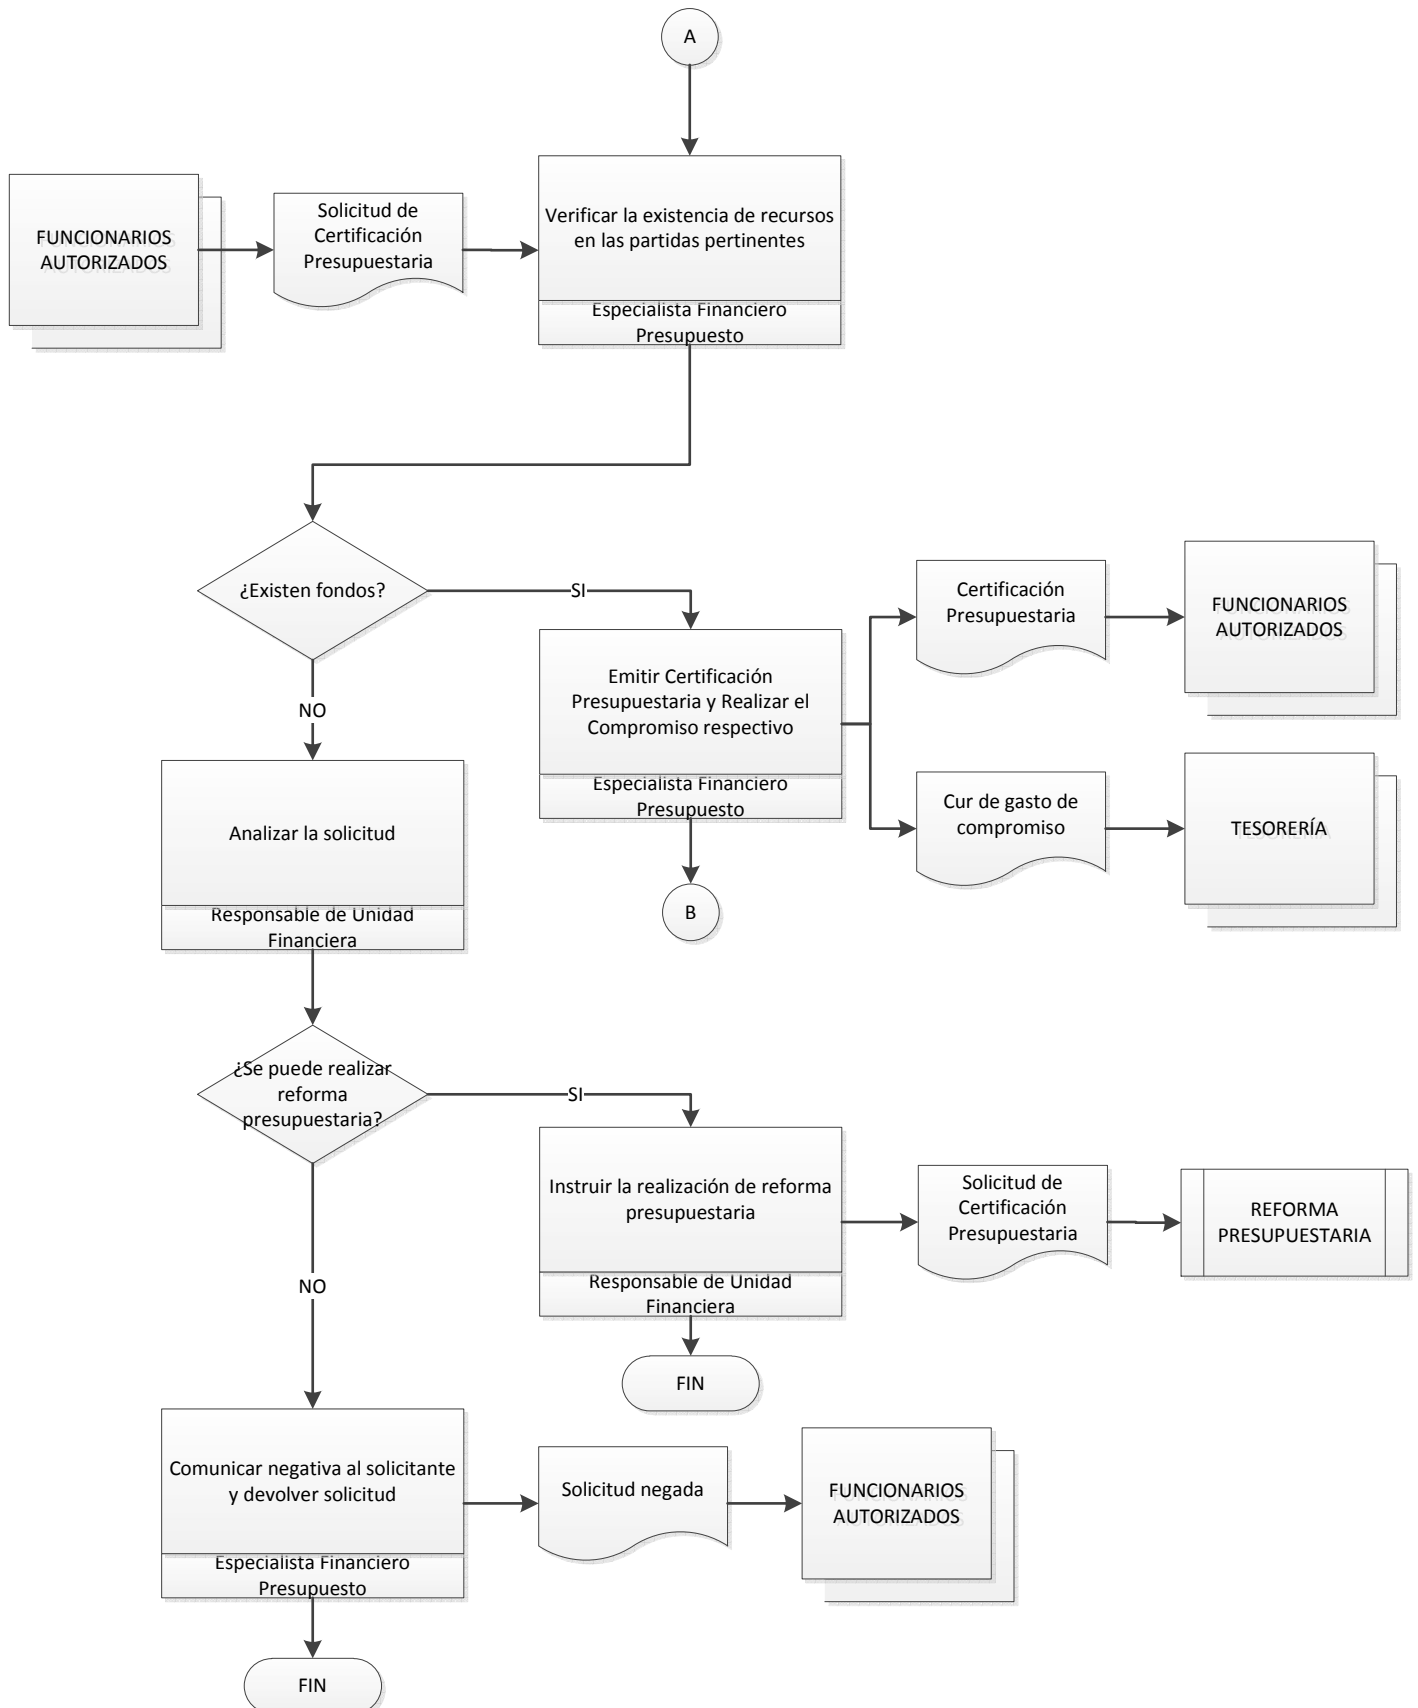 A
FUNCIONARIOS
AUTORIZADOS
Solicitud de
Certificación
Presupuestaria
Verificar la existencia de recursos
en las partidas pertinentes
Especialista Financiero
Presupuesto
¿Existen fondos?
SI
NO
Emitir Certificación
Presupuestaria y Realizar el
Compromiso respectivo
Especialista Financiero
Presupuesto
Certificación
Presupuestaria
FUNCIONARIOS
AUTORIZADOS
Cur de gasto de
compromiso
TESORERÍA
B
Analizar la solicitud
Responsable de Unidad
Financiera
¿Se puede realizar
reforma
presupuestaria?
SI
NO
Instruir la realización de reforma
presupuestaria
Responsable de Unidad
Financiera
Solicitud de
Certificación
Presupuestaria
REFORMA
PRESUPUESTARIA
FIN
Comunicar negativa al solicitante
y devolver solicitud
Especialista Financiero
Presupuesto
Solicitud negada
FUNCIONARIOS
AUTORIZADOS
FIN